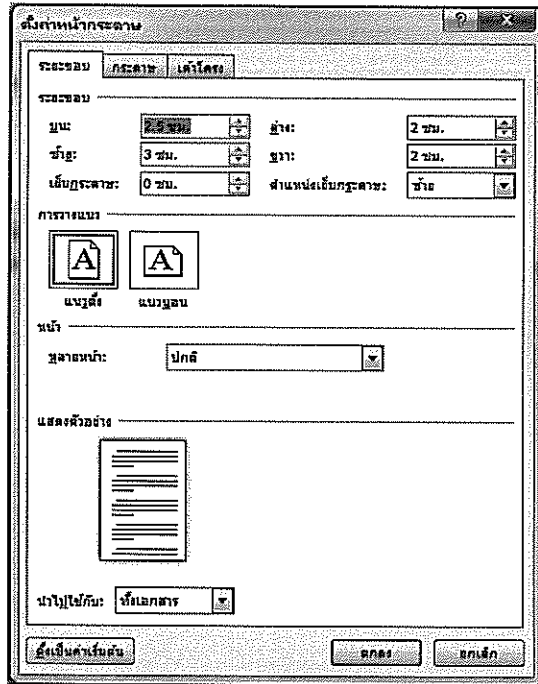 ตั้งค่าหน้ากระดาษ
ระยะขอบ กระดาษ เค้าโครง
ระยะขอบ
บน: 2.5 ซม. ล่าง: 2 ซม.
ซ้าย: 3 ซม. ขวา: 2 ซม.
เย็บกระดาษ: 0 ซม. ตำแหน่งเย็บกระดาษ: ซ้าย
การวางแนว
A A
แนวตั้ง แนวนอน
หน้า
หลายหน้า: ปกติ
แสดงตัวอย่าง
นำไปใช้กับ: ทั้งเอกสาร
ตั้งเป็นค่าเริ่มต้น ตกลง ยกเลิก